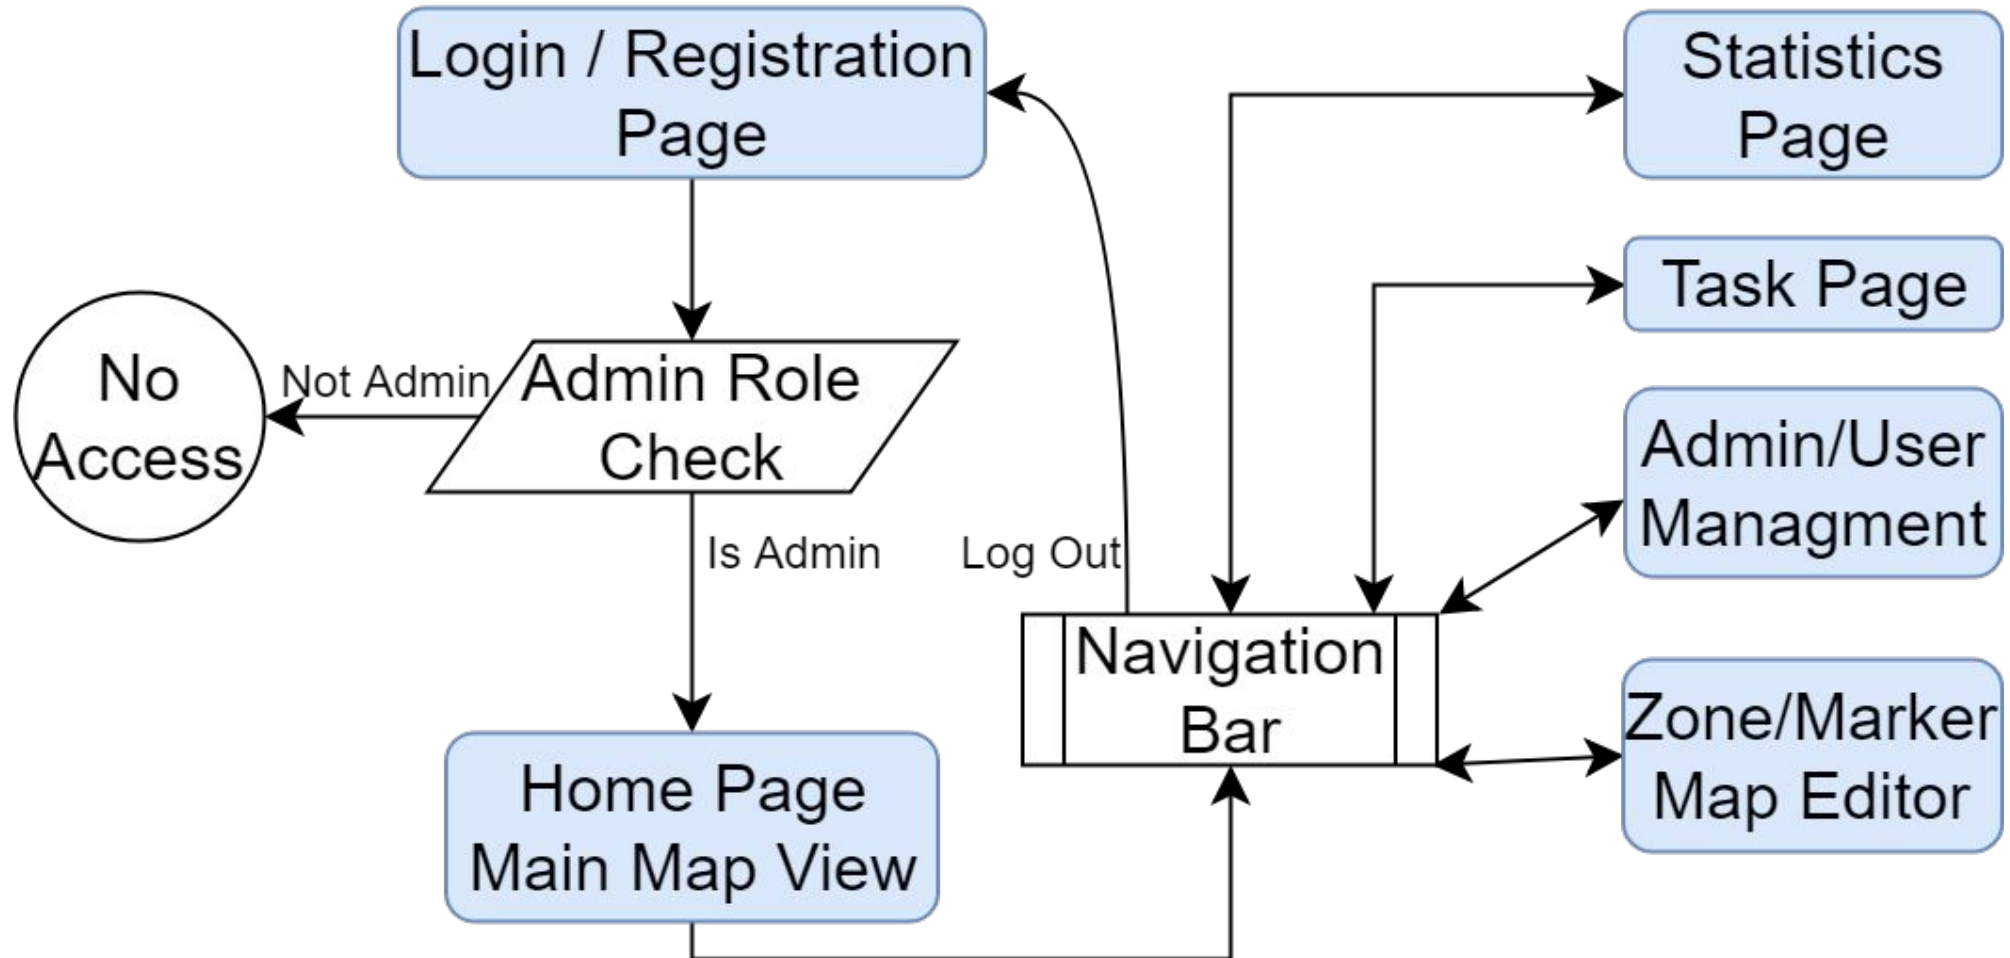 Login / Registration
Page
Statistics
Page
Task Page
No
Access
Not Admin
Admin Role
Check
Admin/User
Managment
Is Admin
Log Out
Navigation
Bar
Zone/Marker
Map Editor
Home Page
Main Map View